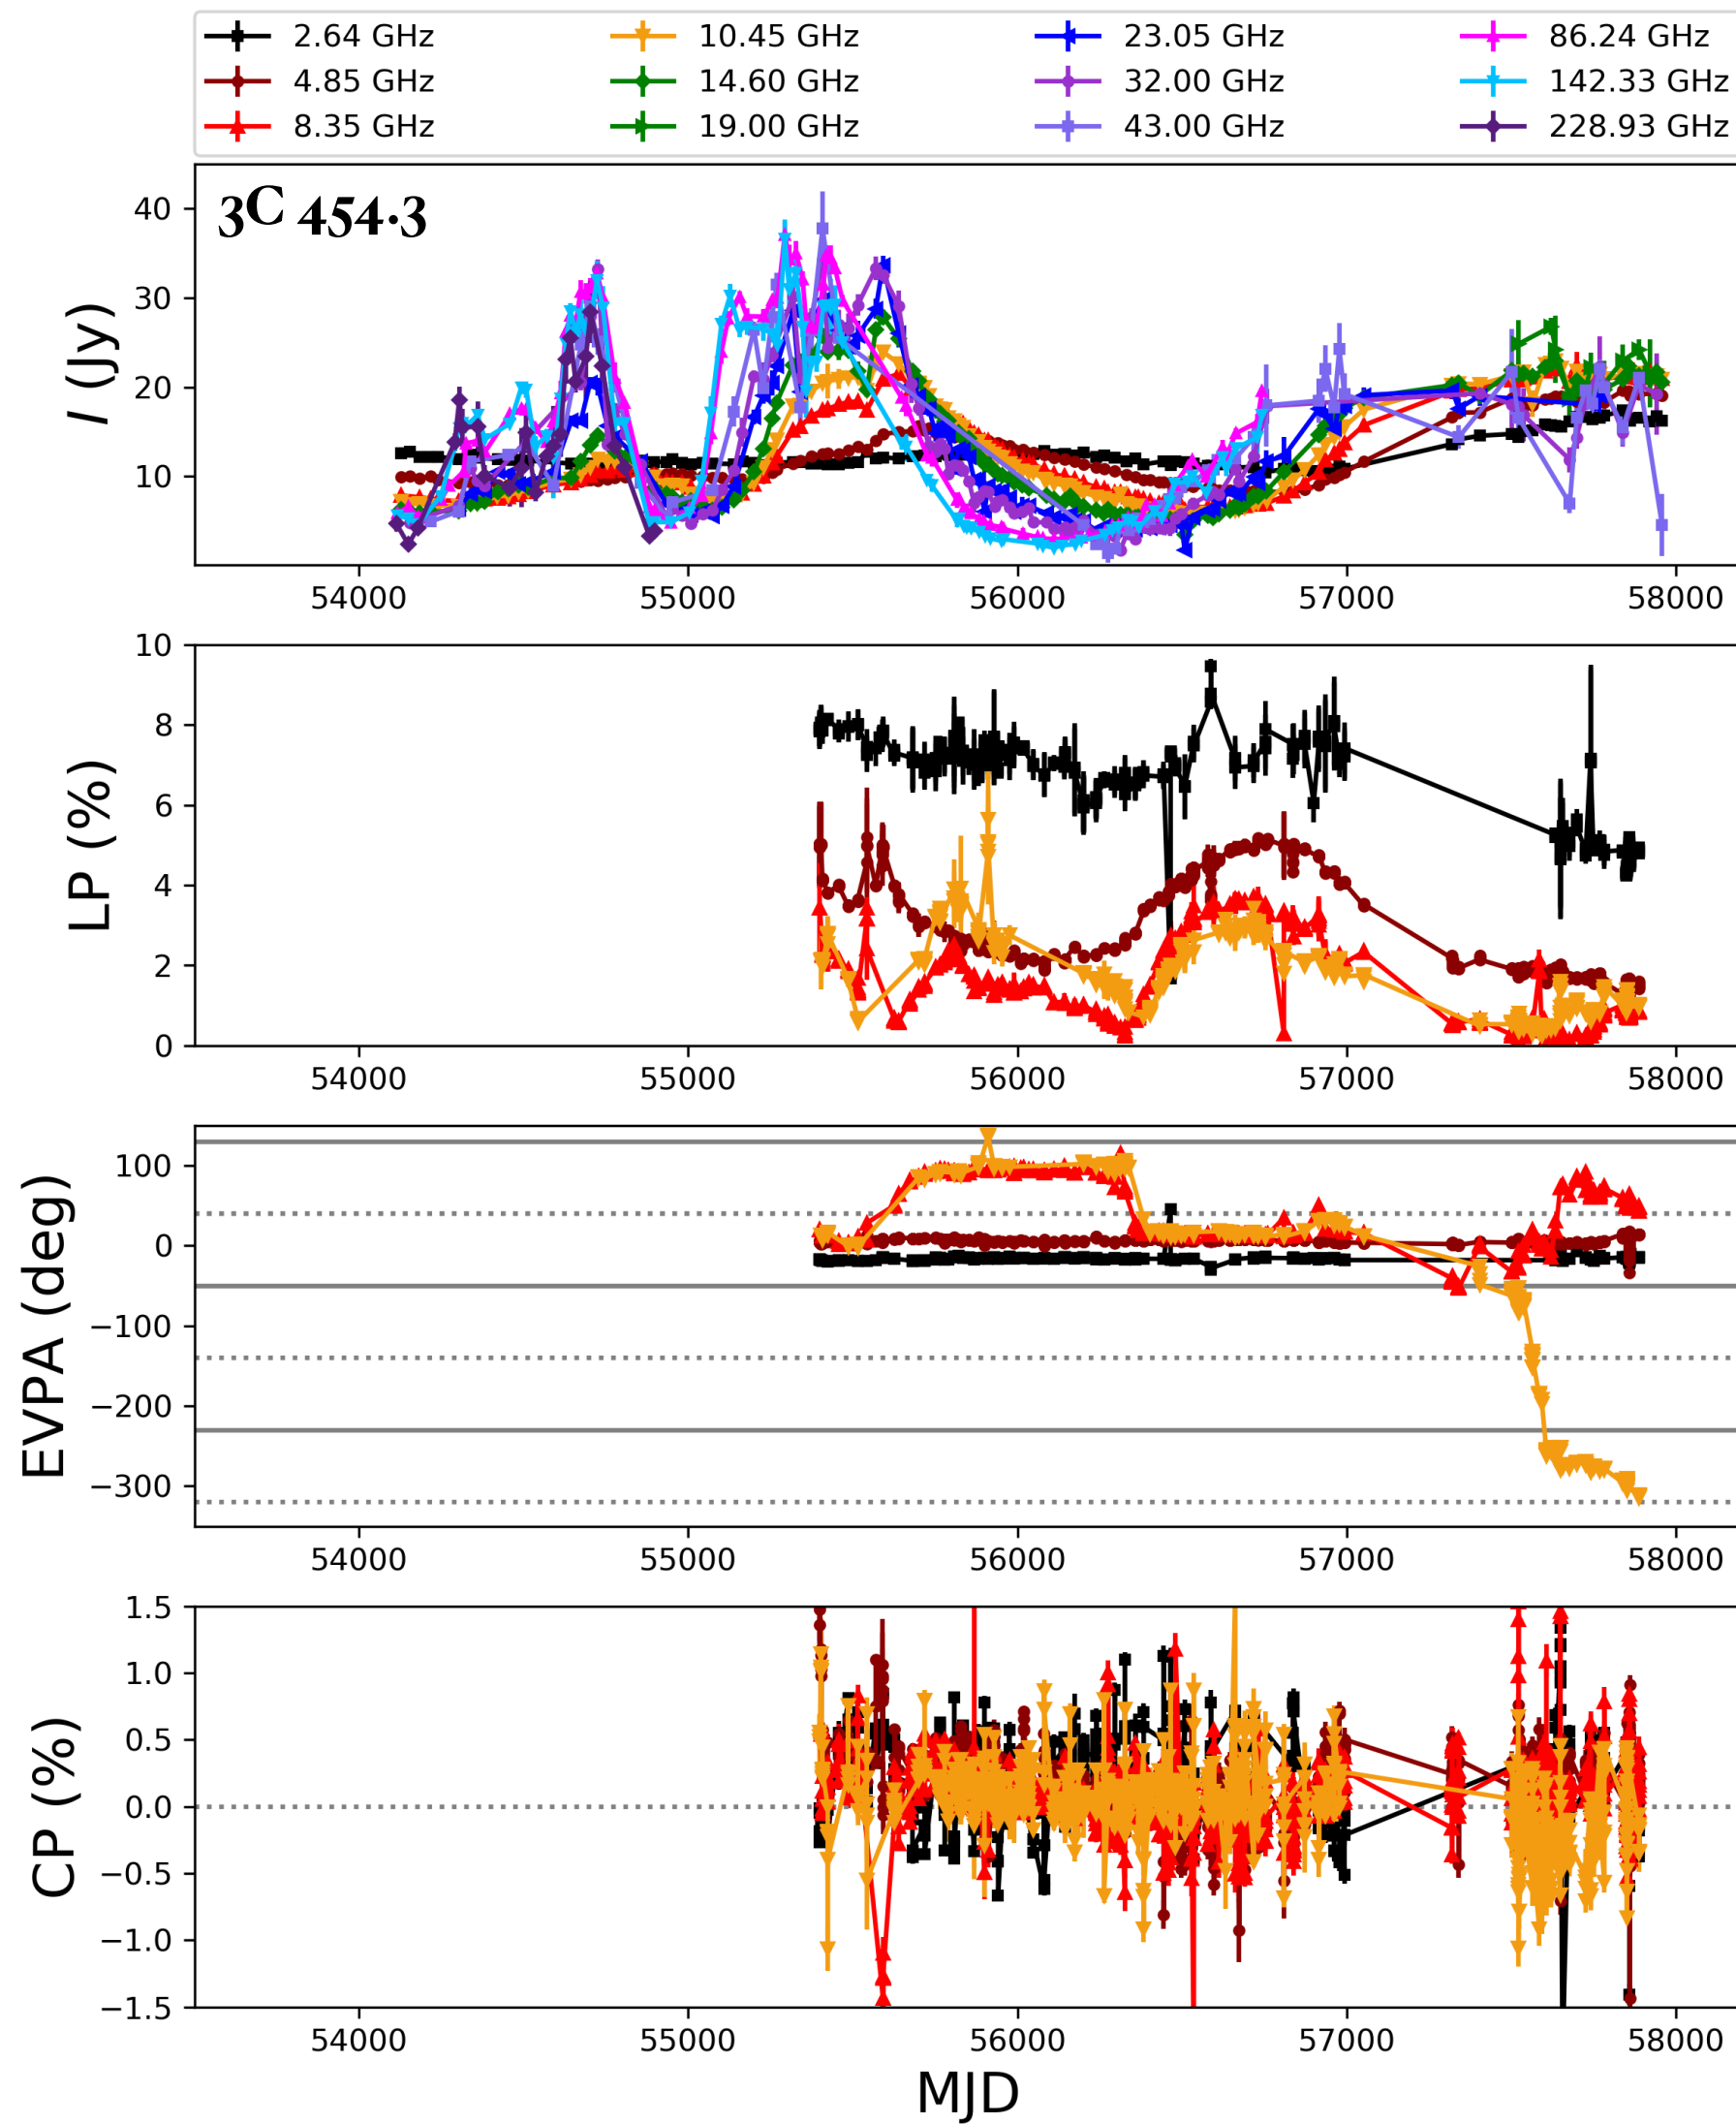 2.64 GHz 10.45 GHz 23.05 GHz 86.24 GHz
4.85 GHz 14.60 GHz 32.00 GHz 142.33 GHz
8.35 GHz 19.00 GHz 43.00 GHz 228.93 GHz
3C 454.3
I (Jy)
40
30
20
10
54000 55000 56000 57000 58000
LP (%)
10
8
6
4
2
0
54000 55000 56000 57000 58000
EVPA (deg)
100
0
−100
−200
−300
54000 55000 56000 57000 58000
CP (%)
1.5
1.0
0.5
0.0
−0.5
−1.0
−1.5
54000 55000 56000 57000 58000
MJD